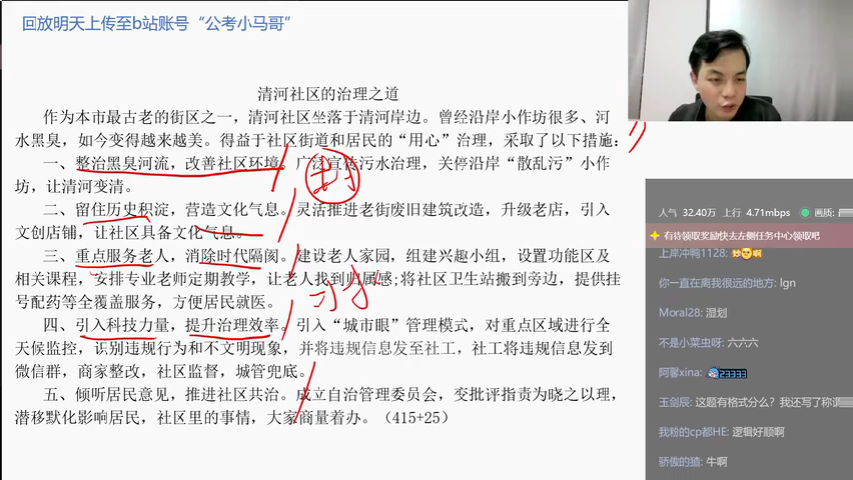 回放明天上传至b站账号“公考小马哥”
清河社区的治理之道
作为本市最古老的街区之一，清河社区坐落于清河岸边。曾经沿岸小作坊很多、河
水黑臭，如今变得越来越美。得益于社区街道和居民的“用心”治理，采取了以下措施：
一、整治黑臭河流，改善社区环境。广泛宣传污水治理，关停沿岸“散乱污”小作
坊，让清河变清。
二、留住历史积淀，营造文化气息。灵活推进老街废旧建筑改造，升级老店，引入
文创店铺，让社区具备文化气息。
三、重点服务老人，消除时代隔阂。建设老人家园，组建兴趣小组，设置功能区及
相关课程，安排专业老师定期教学，让老人找到归属感;将社区卫生站搬到旁边，提供挂
号配药等全覆盖服务，方便居民就医。
四、引入科技力量，提升治理效率。引入“城市眼”管理模式，对重点区域进行全
天候监控，识别违规行为和不文明现象，并将违规信息发至社工，社工将违规信息发到
微信群，商家整改，社区监督，城管兜底。
五、倾听居民意见，推进社区共治。成立自治管理委员会，变批评指责为晓之以理，
潜移默化影响居民，社区里的事情，大家商量着办。（415+25）
人气 32.40万 上行 4.71mbps 画质:
有待领取奖励快去左侧任务中心领取吧
上岸冲鸭1128: 妙啊
你一直在离我很远的地方: lgn
Moral28: 湿划
不是小菜虫呀: 六六六
阿馨xina: 23333
玉剑辰: 这题有格式分么？我还写了称谓
我粉的cp都HE: 逻辑好顺啊
骄傲的猹: 牛啊